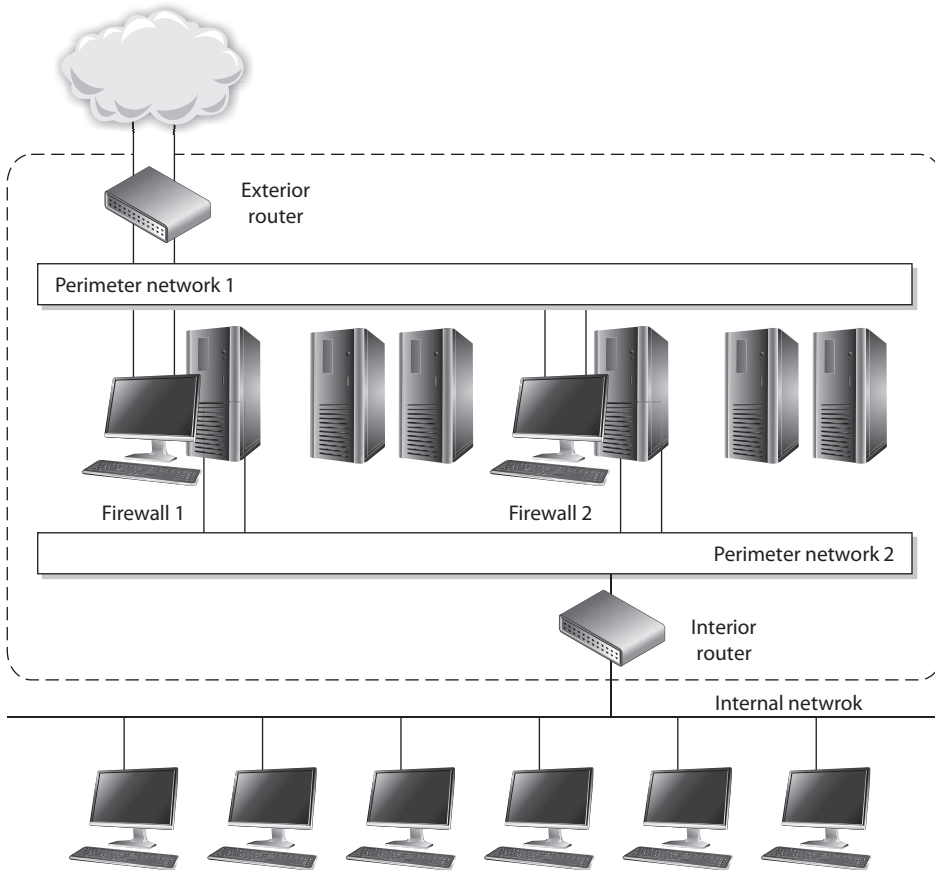 Exterior
router
Perimeter network 1
Firewall 1
Firewall 2
Perimeter network 2
Interior
router
Internal netwrok